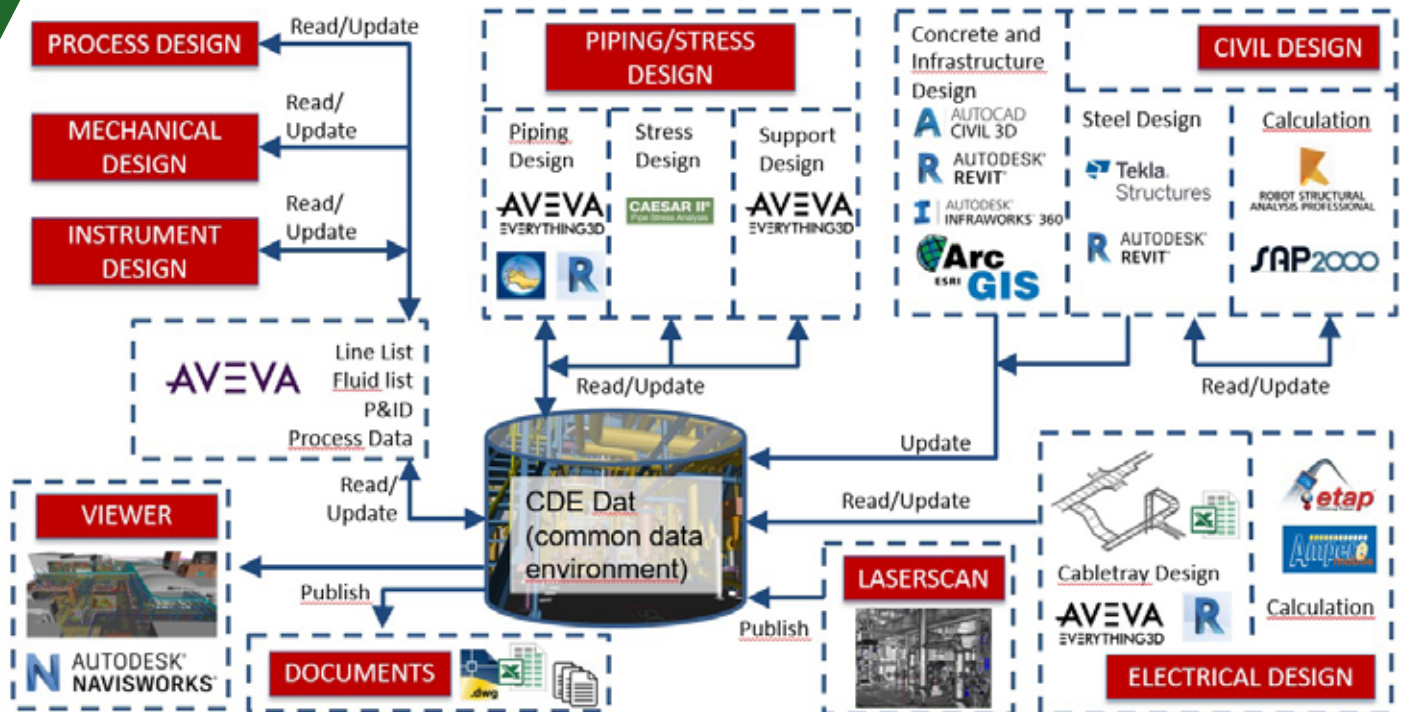 PROCESS DESIGN
Read/Update
MECHANICAL
DESIGN
Read/
Update
INSTRUMENT
DESIGN
Read/
Update
AVEVA
Line List
Fluid list
P&ID
Process Data
Read/
Update
PIPING/STRESS
DESIGN
Piping
Design
AVEVA
EVERYTHING3D
R
Stress
Design
CAESAR II®
Pipe Stress Analysis
Support
Design
AVEVA
EVERYTHING3D
Read/Update
Concrete and
Infrastructure
Design
A AUTOCAD
CIVIL 3D
R AUTODESK®
REVIT®
I AUTODESK®
INFRAWORKS® 360
Arc
ESRI GIS
CIVIL DESIGN
Steel Design
Tekla®
Structures
R AUTODESK®
REVIT®
Calculation
ROBOT STRUCTURAL
ANALYSIS PROFESSIONAL
SAP2000
Read/Update
Update
CDE Dat
(common data
environment)
Read/Update
VIEWER
N AUTODESK®
NAVISWORKS®
Publish
DOCUMENTS
.dwg
X
LASERSCAN
Publish
X
Cabletray Design
AVEVA
EVERYTHING3D
R
etap
Calculation
ELECTRICAL DESIGN